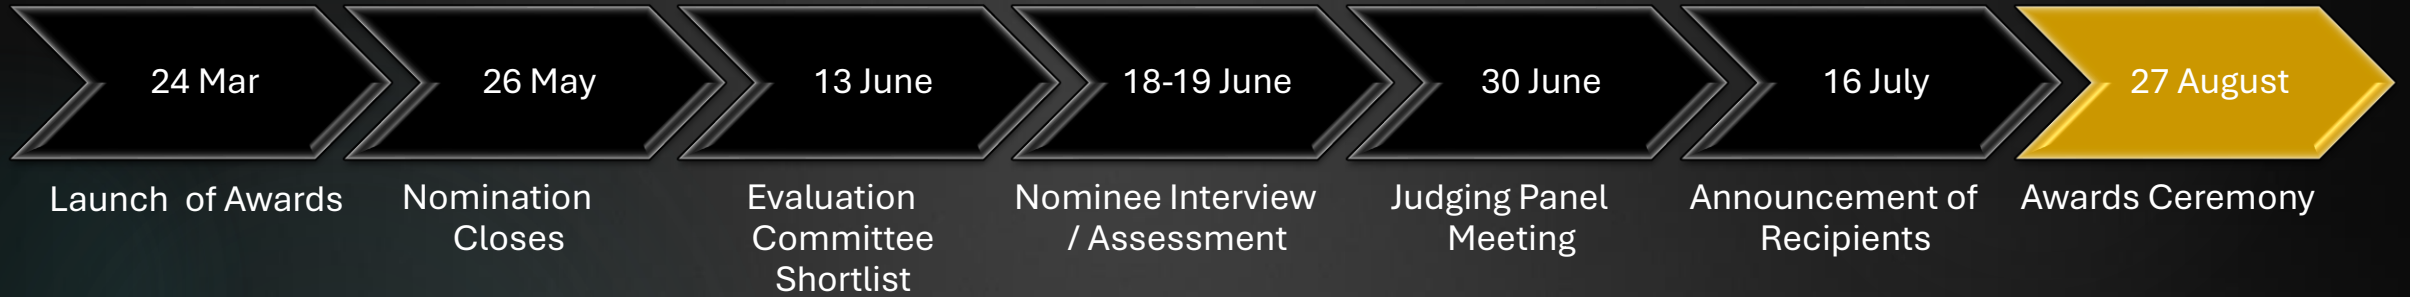 24 Mar
26 May
13 June
18-19 June
30 June
16 July
27 August
Launch of Awards
Nomination
Closes
Evaluation
Committee
Shortlist
Nominee Interview
/ Assessment
Judging Panel
Meeting
Announcement of
Recipients
Awards Ceremony